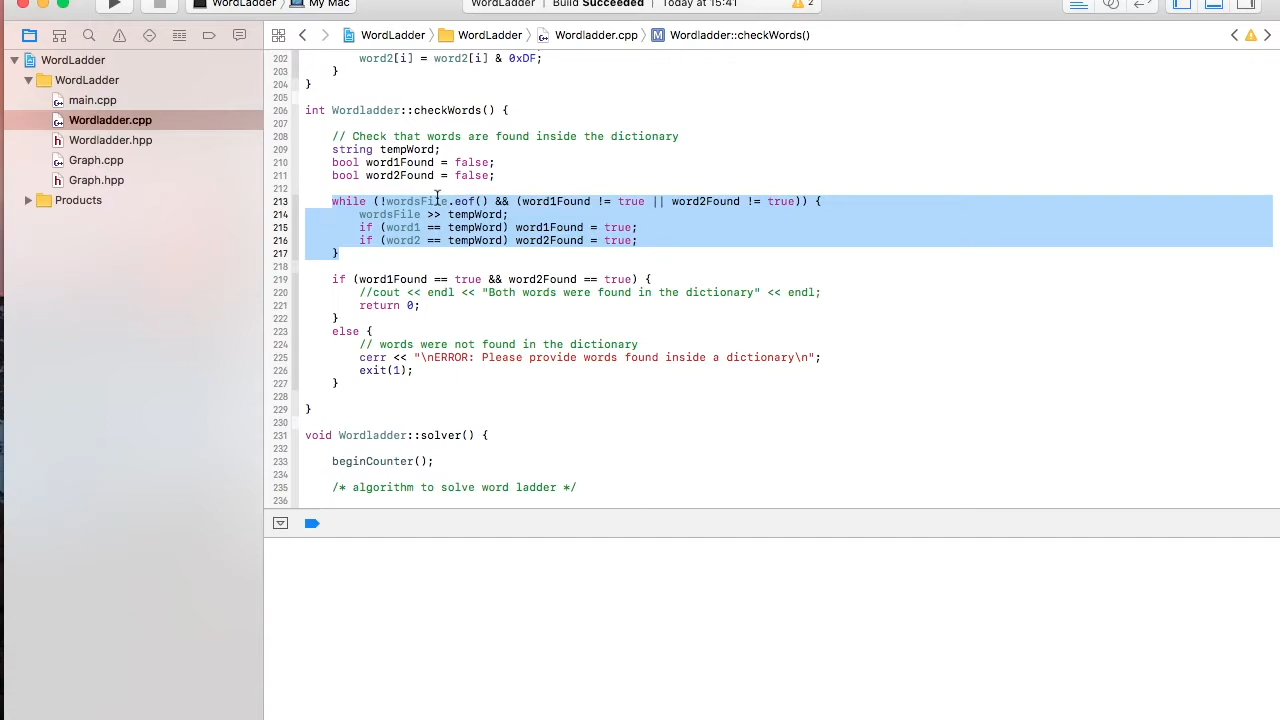 WordLadder
My Mac
WordLadder
Build Succeeded
Today at 15:41
2
WordLadder
WordLadder
Wordladder.cpp
Wordladder::checkWords()
WordLadder
WordLadder
main.cpp
Wordladder.cpp
Wordladder.hpp
Graph.cpp
Graph.hpp
Products
202 word2[i] = word2[i] & 0xDF;
203 }
204 }
205
206 int Wordladder::checkWords() {
207
208 // Check that words are found inside the dictionary
209 string tempWord;
210 bool word1Found = false;
211 bool word2Found = false;
212
213 while (!wordsFile.eof() && (word1Found != true || word2Found != true)) {
214 wordsFile >> tempWord;
215 if (word1 == tempWord) word1Found = true;
216 if (word2 == tempWord) word2Found = true;
217 }
218
219 if (word1Found == true && word2Found == true) {
220 //cout << endl << "Both words were found in the dictionary" << endl;
221 return 0;
222 }
223 else {
224 // words were not found in the dictionary
225 cerr << "\nERROR: Please provide words found inside a dictionary\n";
226 exit(1);
227 }
228
229 }
230
231 void Wordladder::solver() {
232
233 beginCounter();
234
235 /* algorithm to solve word ladder */
236